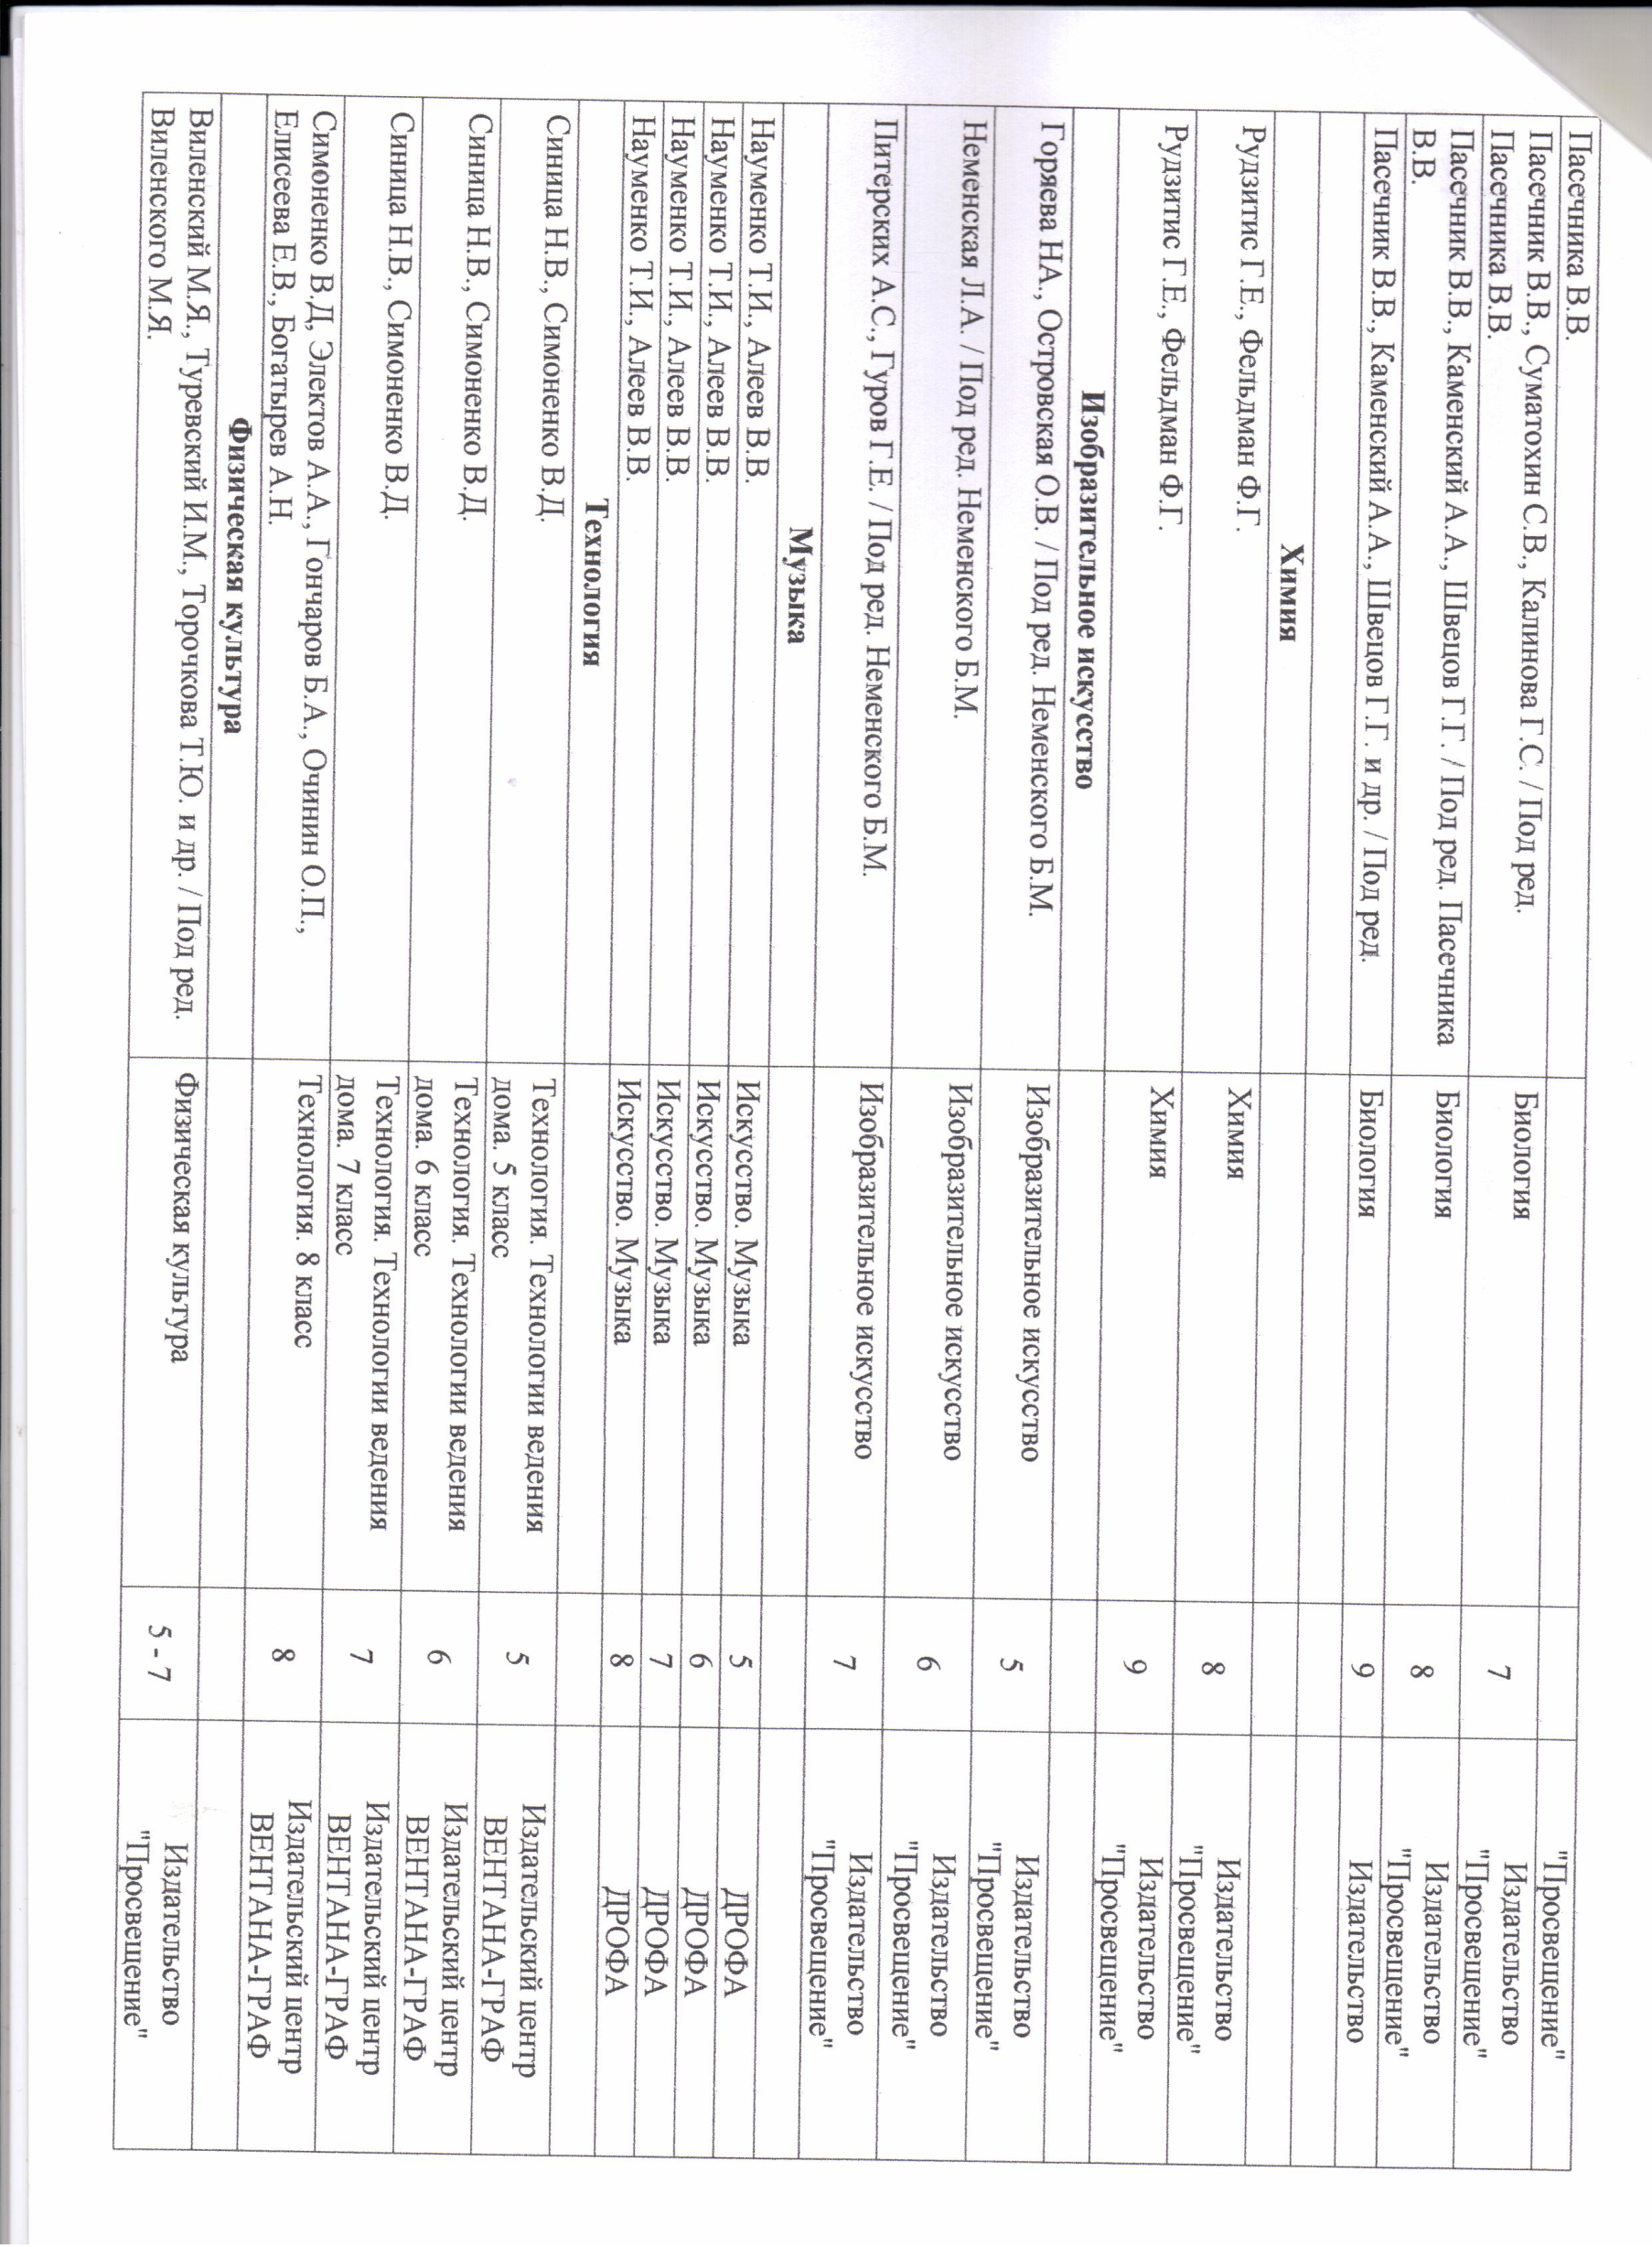 Пасечника В.В.
"Просвещение"
Пасечник В.В., Суматохин С.В., Калинова Г.С. / Под ред.
Пасечника В.В.
Биология
7
Издательство
"Просвещение"
Пасечник В.В., Каменский А.А., Швецов Г.Г. / Под ред. Пасечника
В.В.
Биология
8
Издательство
"Просвещение"
Пасечник В.В., Каменский А.А., Швецов Г.Г. и др. / Под ред.
Биология
9
Издательство
Химия
Рудзитис Г.Е., Фельдман Ф.Г.
Химия
8
Издательство
"Просвещение"
Рудзитис Г.Е., Фельдман Ф.Г.
Химия
9
Издательство
"Просвещение"
Изобразительное искусство
Горяева НА., Островская О.В. / Под ред. Неменского Б.М.
Изобразительное искусство
5
Издательство
"Просвещение"
Неменская Л.А. / Под ред. Неменского Б.М.
Изобразительное искусство
6
Издательство
"Просвещение"
Питерских А.С., Гуров Г.Е. / Под ред. Неменского Б.М.
Изобразительное искусство
7
Издательство
"Просвещение"
Музыка
Науменко Т.И., Алеев В.В.
Искусство. Музыка
5
ДРОФА
Науменко Т.И., Алеев В.В.
Искусство. Музыка
6
ДРОФА
Науменко Т.И., Алеев В.В.
Искусство. Музыка
7
ДРОФА
Науменко Т.И., Алеев В.В.
Искусство. Музыка
8
ДРОФА
Технология
Синица Н.В., Симоненко В.Д.
Технология. Технологии ведения
дома. 5 класс
5
Издательский центр
ВЕНТАНА-ГРАФ
Синица Н.В., Симоненко В.Д.
Технология. Технологии ведения
дома. 6 класс
6
Издательский центр
ВЕНТАНА-ГРАФ
Синица Н.В., Симоненко В.Д.
Технология. Технологии ведения
дома. 7 класс
7
Издательский центр
ВЕНТАНА-ГРАФ
Симоненко В.Д, Электов А.А., Гончаров Б.А., Очинин О.П.,
Елисеева Е.В., Богатырев А.Н.
Технология. 8 класс
8
Издательский центр
ВЕНТАНА-ГРАФ
Физическая культура
Виленский М.Я., Туревский И.М., Торочкова Т.Ю. и др. / Под ред.
Виленского М.Я.
Физическая культура
5 - 7
Издательство
"Просвещение"